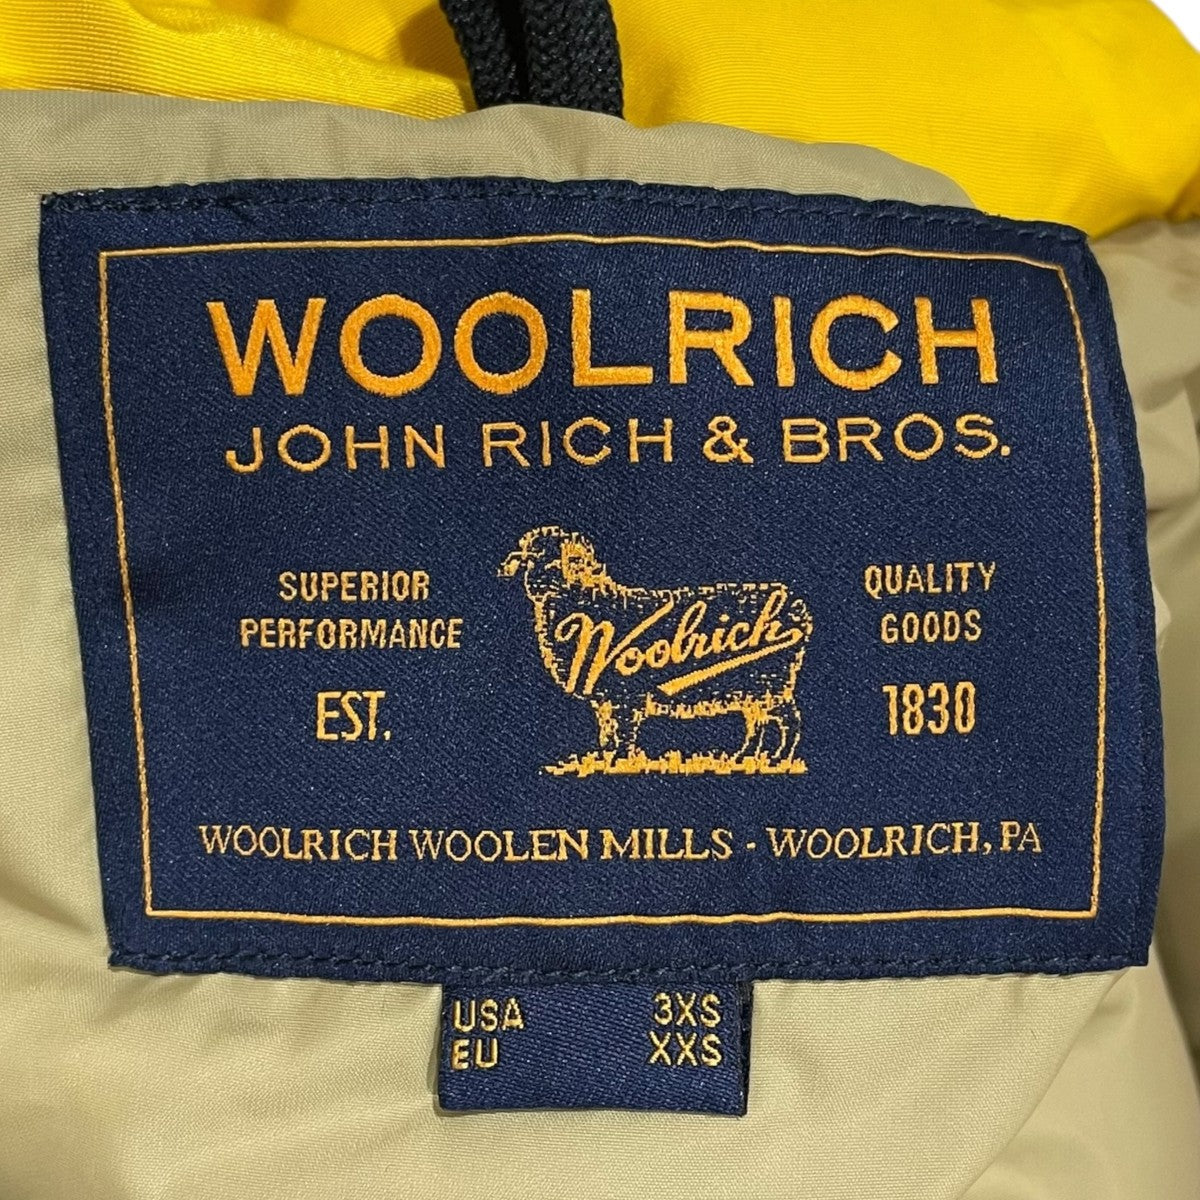 WOOLRICH
JOHN RICH & BROS.
SUPERIOR
PERFORMANCE
EST.
Woolrich
QUALITY
GOODS
1830
WOOLRICH WOOLEN MILLS - WOOLRICH, PA
USA 3XS
EU XXS